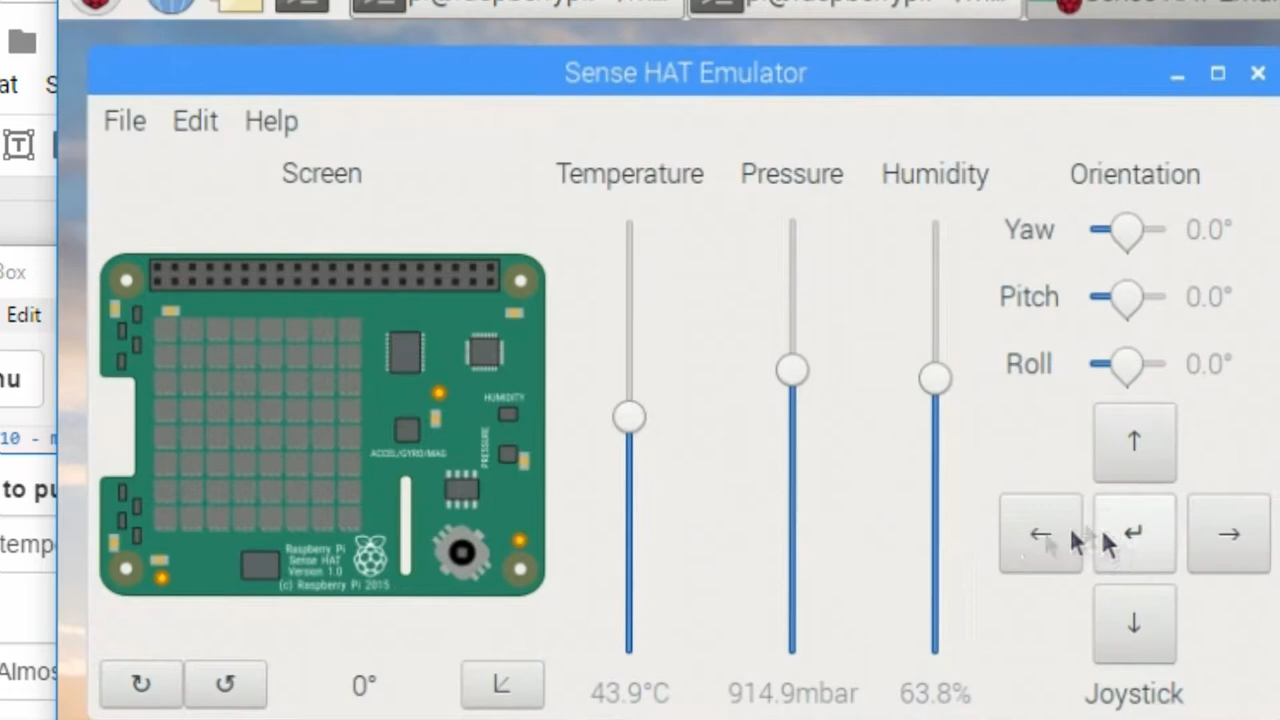 Sense HAT Emulator
File Edit Help
Screen
Temperature
Pressure
Humidity
Orientation
Yaw 0.0°
Pitch 0.0°
Roll 0.0°
HUMIDITY
PRESSURE
ACCEL/GYRO/MAG
Raspberry Pi
Sense HAT
Version 1.0
(c) Raspberry Pi 2015
0°
43.9°C
914.9mbar
63.8%
Joystick
Edit
to